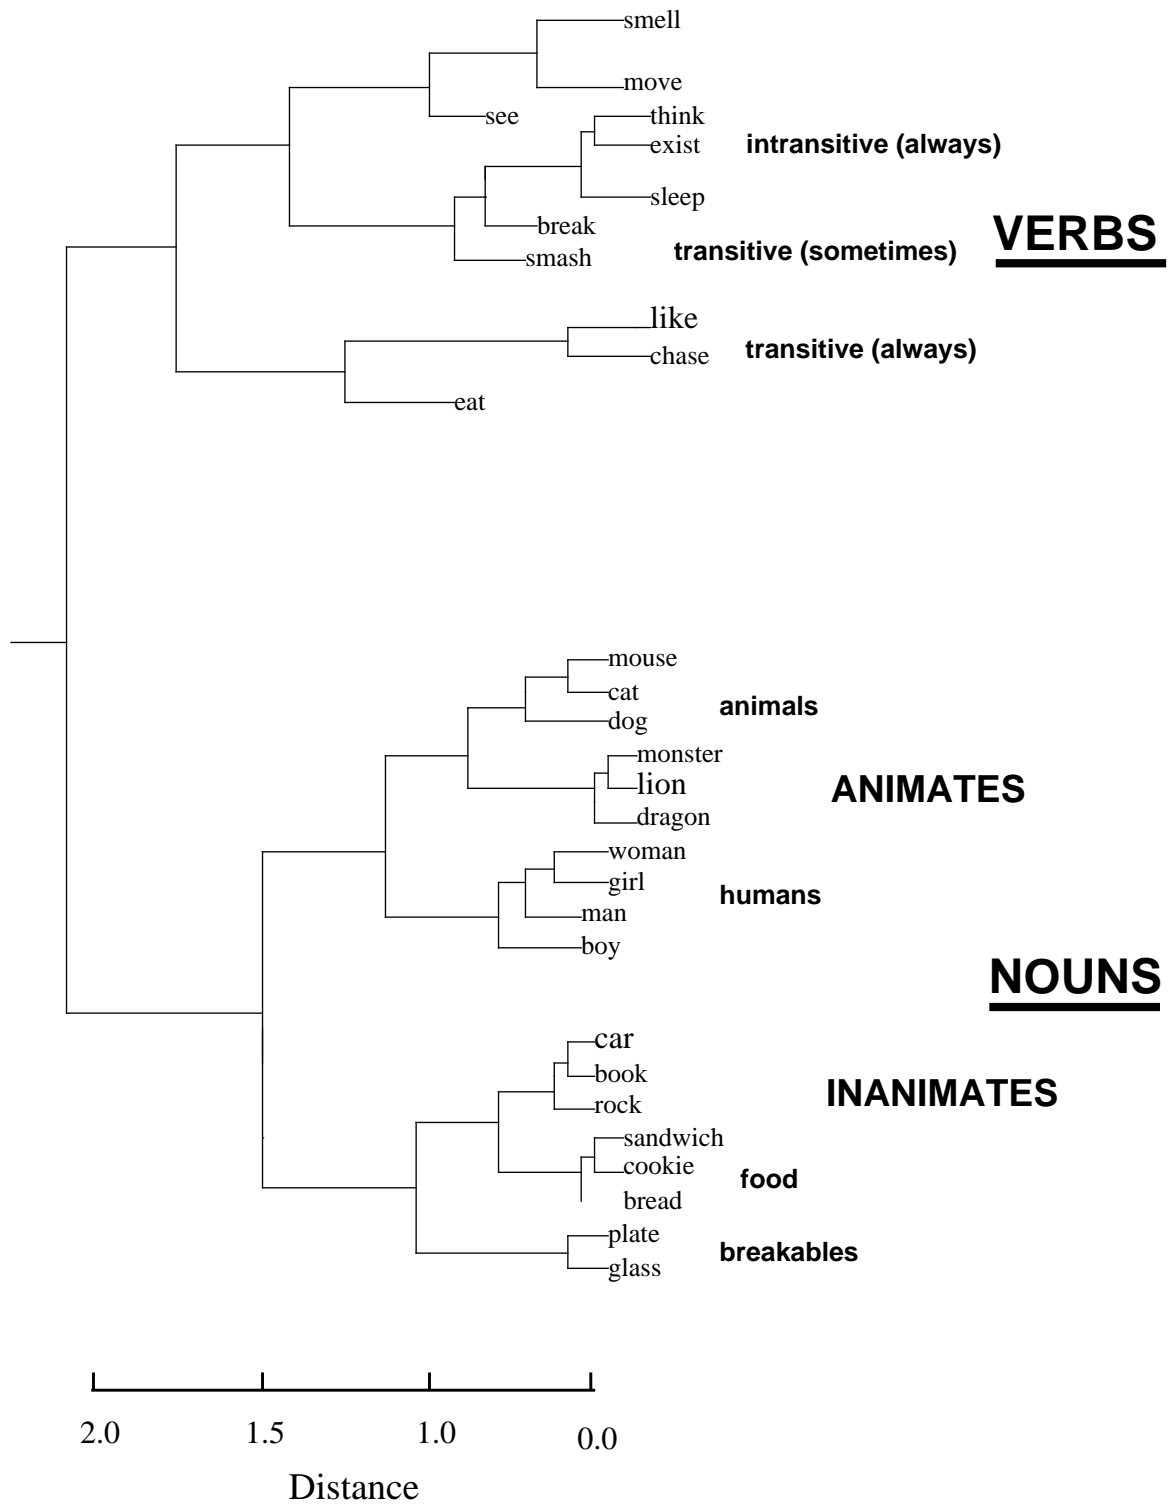 smell
move
see
think
exist
intransitive (always)
sleep
break
VERBS
smash
transitive (sometimes)
like
chase
transitive (always)
eat
mouse
cat
animals
dog
monster
lion
ANIMATES
dragon
woman
girl
humans
man
boy
NOUNS
car
book
INANIMATES
rock
sandwich
cookie
food
bread
plate
breakables
glass
2.0 1.5 1.0 0.0
Distance